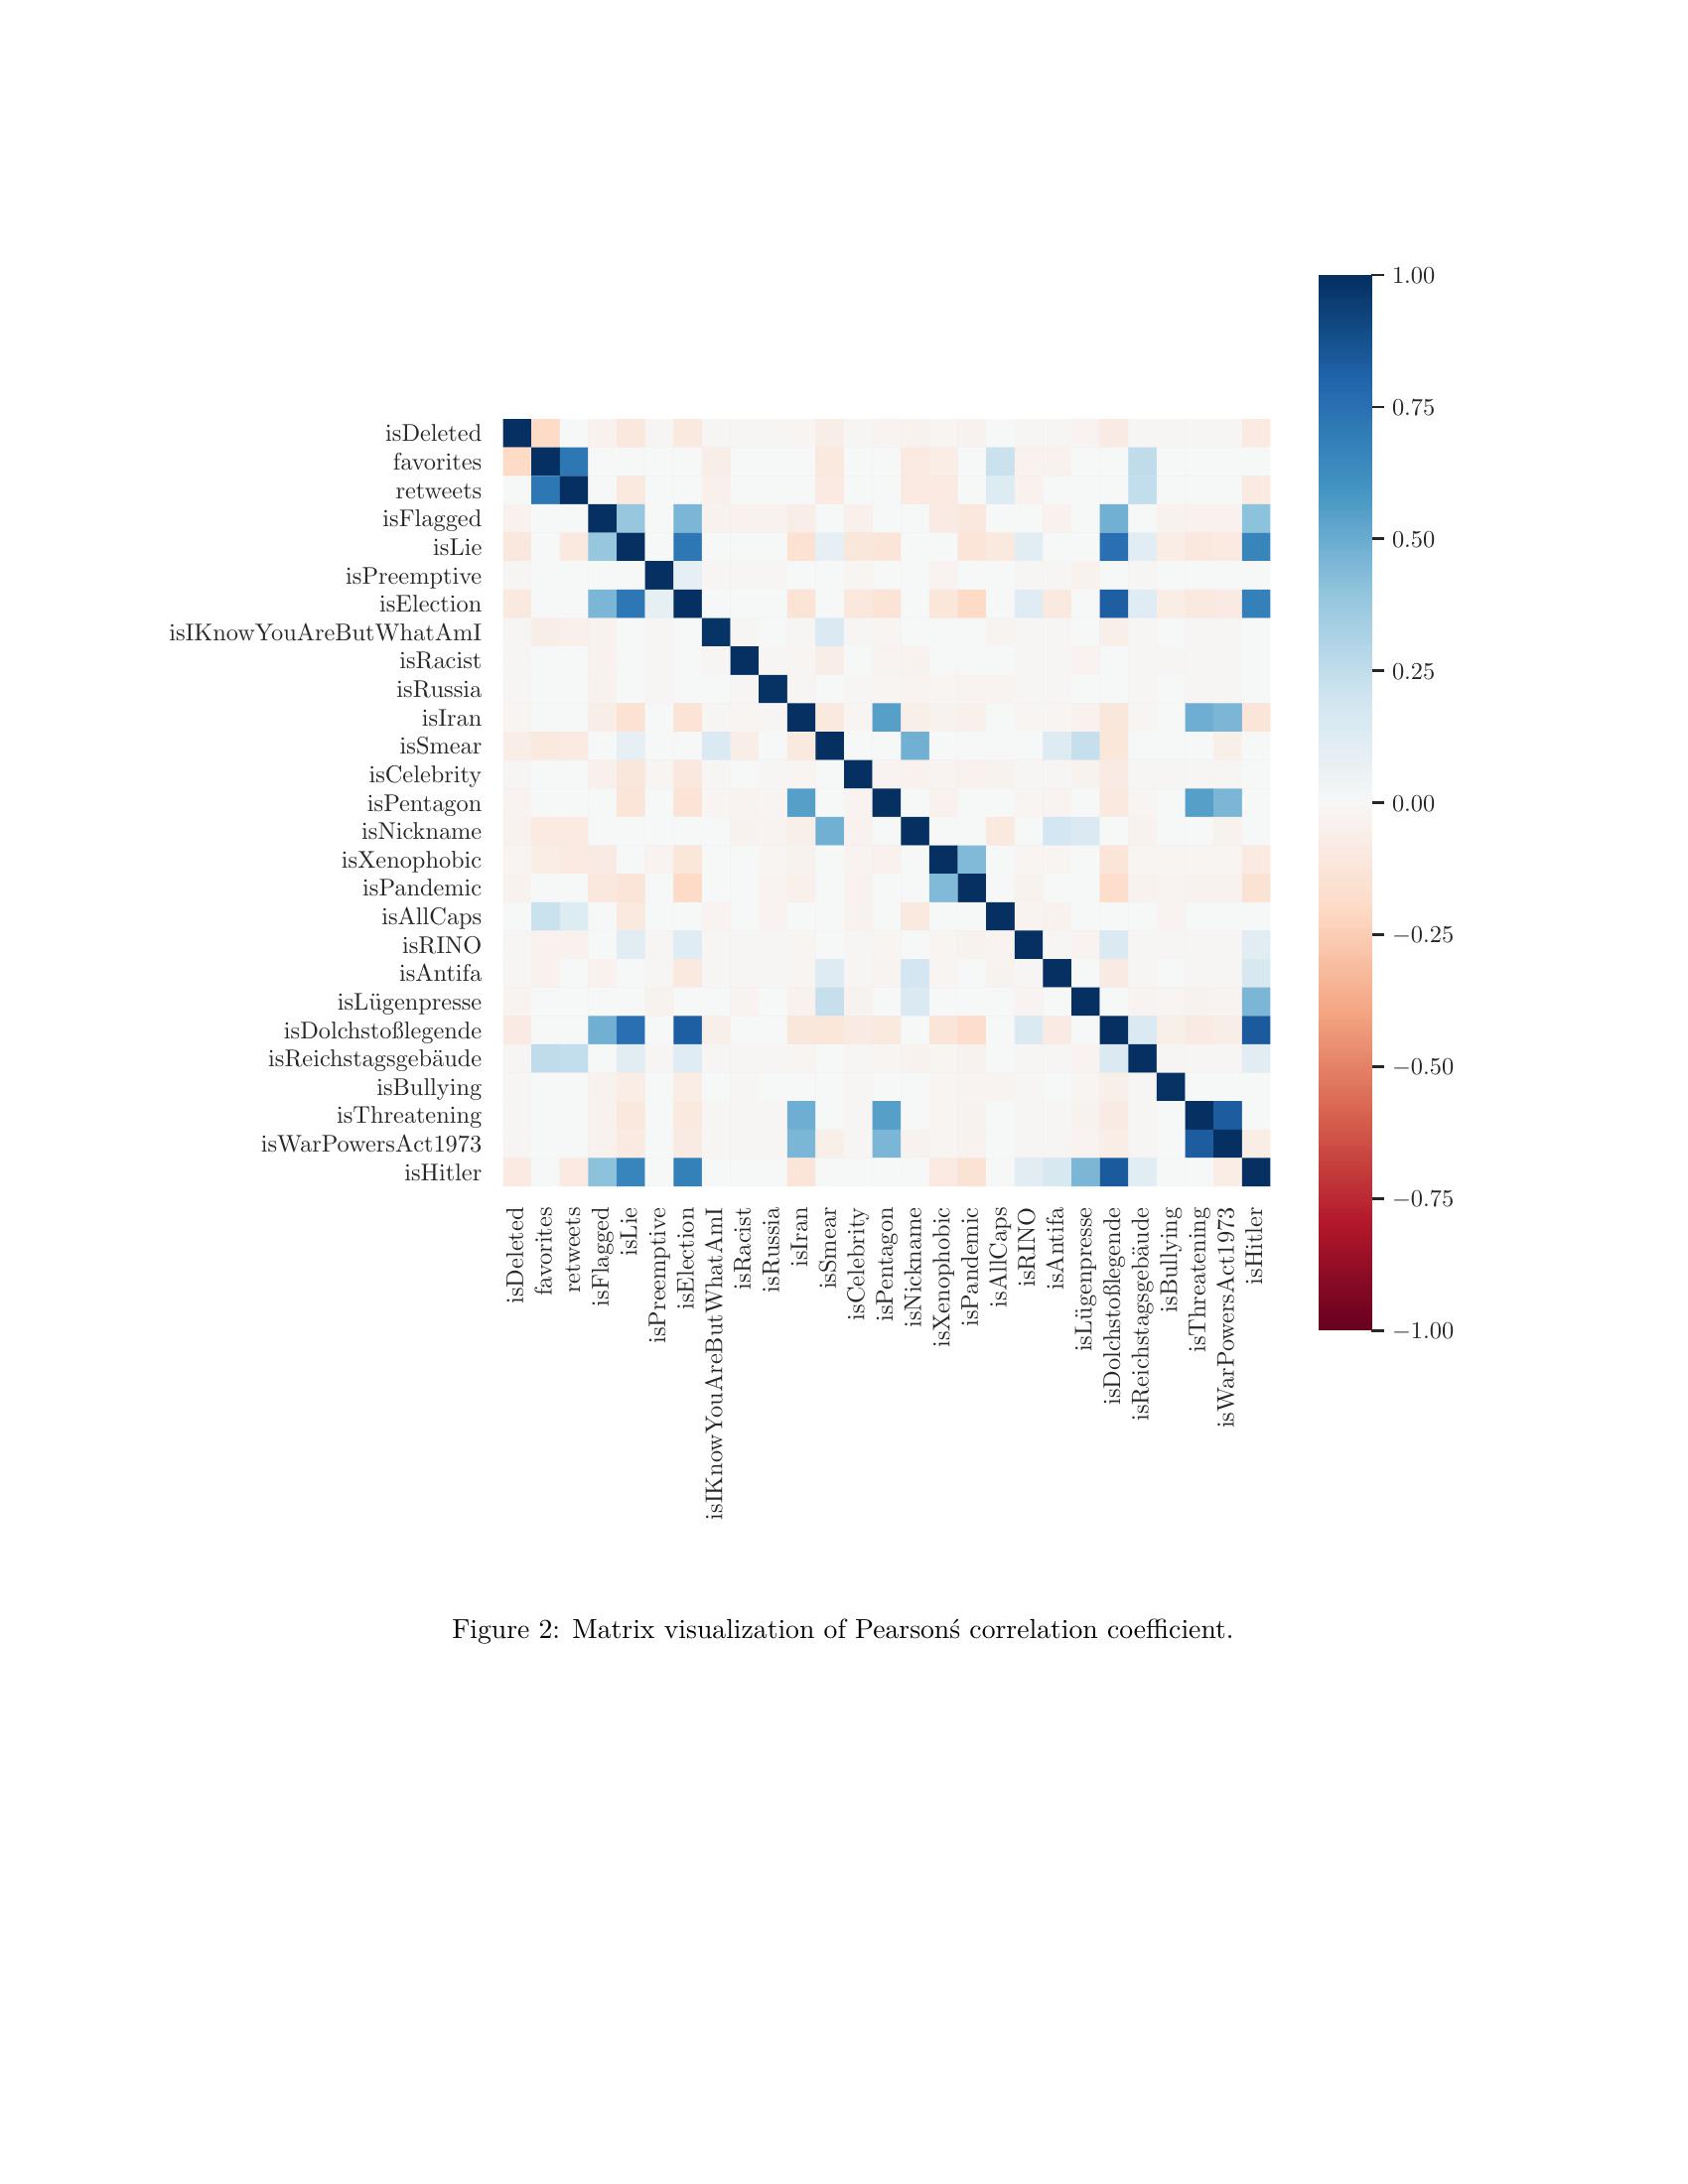 1.00
0.75
0.50
0.25
0.00
−0.25
−0.50
−0.75
−1.00
isDeleted
favorites
retweets
isFlagged
isLie
isPreemptive
isElection
isIKnowYouAreButWhatAmI
isRacist
isRussia
isIran
isSmear
isCelebrity
isPentagon
isNickname
isXenophobic
isPandemic
isAllCaps
isRINO
isAntifa
isLügenpresse
isDolchstoßlegende
isReichstagsgebäude
isBullying
isThreatening
isWarPowersAct1973
isHitler
isDeleted
favorites
retweets
isFlagged
isLie
isPreemptive
isElection
isIKnowYouAreButWhatAmI
isRacist
isRussia
isIran
isSmear
isCelebrity
isPentagon
isNickname
isXenophobic
isPandemic
isAllCaps
isRINO
isAntifa
isLügenpresse
isDolchstoßlegende
isReichstagsgebäude
isBullying
isThreatening
isWarPowersAct1973
isHitler
Figure 2: Matrix visualization of Pearsonś correlation coefficient.